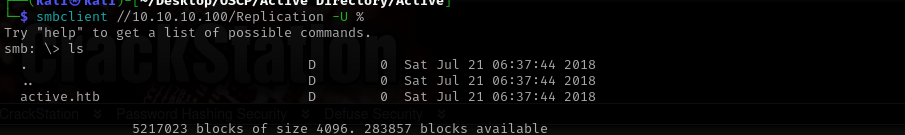 (kali㉿kali)-[~/Desktop/OSCP/Active Directory/Active]
$ smbclient //10.10.10.100/Replication -U %
Try "help" to get a list of possible commands.
smb: \> ls
. D 0 Sat Jul 21 06:37:44 2018
.. D 0 Sat Jul 21 06:37:44 2018
active.htb D 0 Sat Jul 21 06:37:44 2018
CrackStation
CrackStation Password Hashing Security Defuse Security
5217023 blocks of size 4096. 283857 blocks available